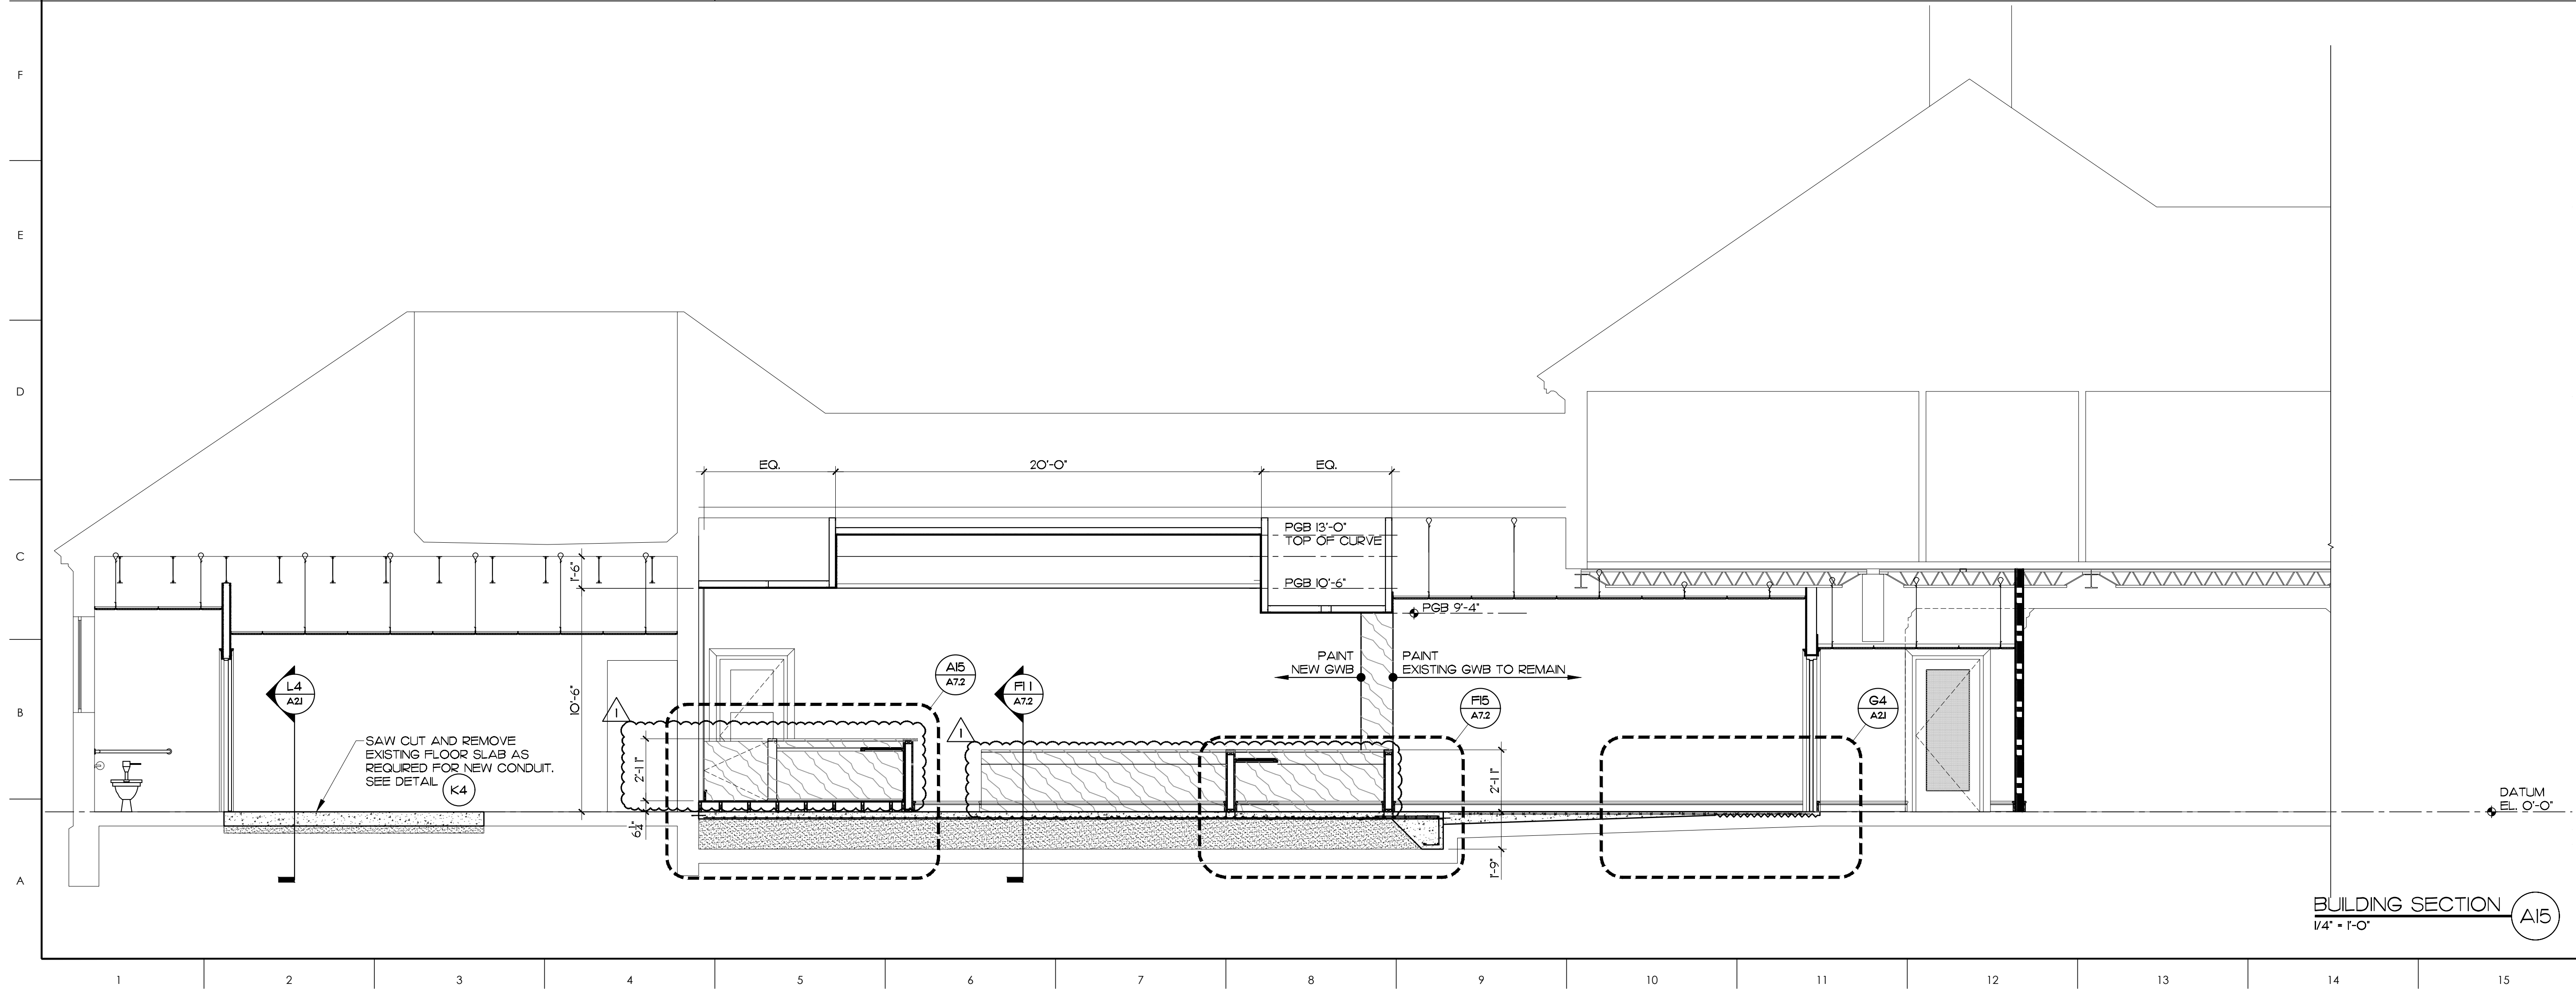 F
E
D
C
B
A
EQ.
20'-0"
EQ.
PGB 13'-0"
TOP OF CURVE
PGB 10'-6"
PGB 9'-4"
1'-6"
10'-6"
PAINT
NEW GWB
PAINT
EXISTING GWB TO REMAIN
L4
A2.1
A15
A7.2
F11
A7.2
F15
A7.2
G4
A2.1
1
1
SAW CUT AND REMOVE
EXISTING FLOOR SLAB AS
REQUIRED FOR NEW CONDUIT.
SEE DETAIL K4
2'-11"
6½"
2'-11"
1'-9"
DATUM
EL. 0'-0"
BUILDING SECTION A15
1/4" = 1'-0"
1 2 3 4 5 6 7 8 9 10 11 12 13 14 15